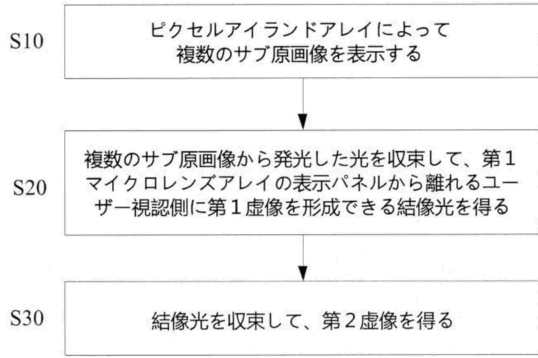 S10
ピクセルアイランドアレイによって
複数のサブ原画像を表示する
S20
複数のサブ原画像から発光した光を収束して、第1
マイクロレンズアレイの表示パネルから離れるユー
ザー視認側に第1虚像を形成できる結像光を得る
S30
結像光を収束して、第2虚像を得る